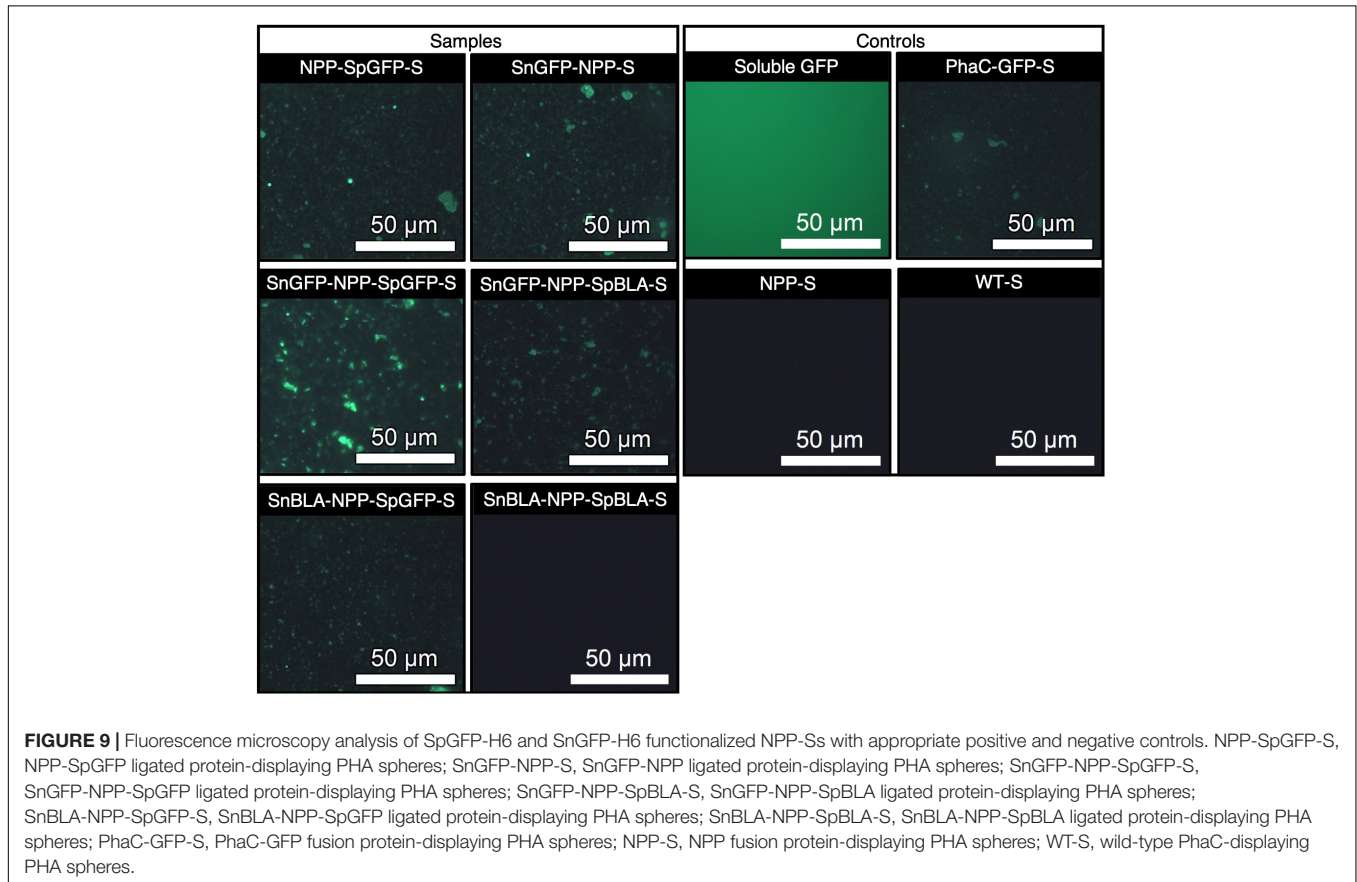 Samples
Controls
NPP-SpGFP-S
SnGFP-NPP-S
Soluble GFP
PhaC-GFP-S
50 µm
50 µm
50 µm
50 µm
SnGFP-NPP-SpGFP-S
SnGFP-NPP-SpBLA-S
NPP-S
WT-S
50 µm
50 µm
50 µm
50 µm
SnBLA-NPP-SpGFP-S
SnBLA-NPP-SpBLA-S
50 µm
50 µm
FIGURE 9 | Fluorescence microscopy analysis of SpGFP-H6 and SnGFP-H6 functionalized NPP-Ss with appropriate positive and negative controls. NPP-SpGFP-S,
NPP-SpGFP ligated protein-displaying PHA spheres; SnGFP-NPP-S, SnGFP-NPP ligated protein-displaying PHA spheres; SnGFP-NPP-SpGFP-S,
SnGFP-NPP-SpGFP ligated protein-displaying PHA spheres; SnGFP-NPP-SpBLA-S, SnGFP-NPP-SpBLA ligated protein-displaying PHA spheres;
SnBLA-NPP-SpGFP-S, SnBLA-NPP-SpGFP ligated protein-displaying PHA spheres; SnBLA-NPP-SpBLA-S, SnBLA-NPP-SpBLA ligated protein-displaying PHA
spheres; PhaC-GFP-S, PhaC-GFP fusion protein-displaying PHA spheres; NPP-S, NPP fusion protein-displaying PHA spheres; WT-S, wild-type PhaC-displaying
PHA spheres.